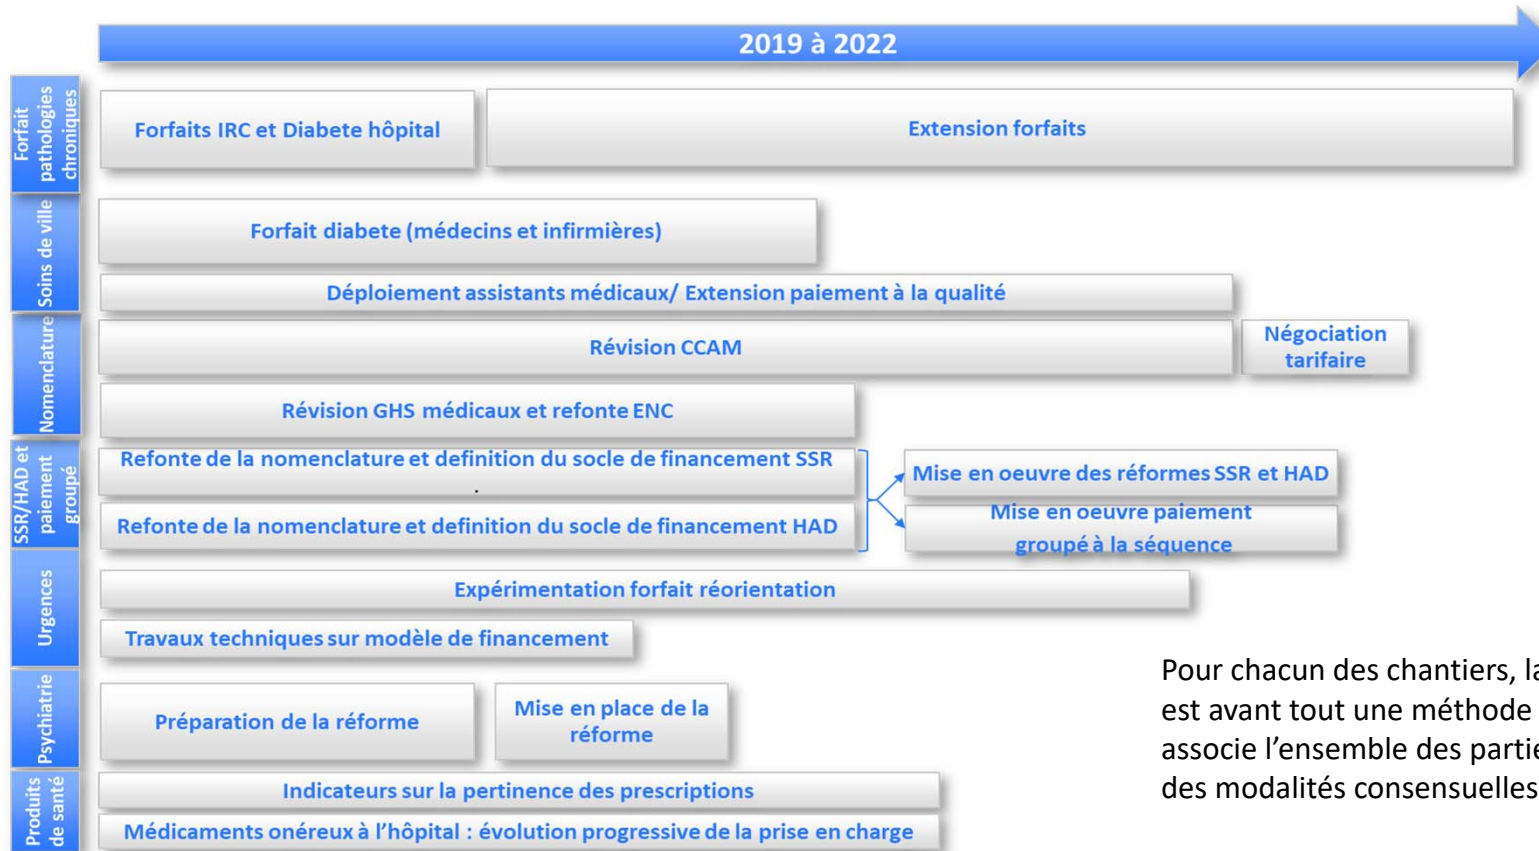 2019 à 2022
Forfait
pathologies
chroniques
Forfaits IRC et Diabete hôpital
Extension forfaits
Soins de ville
Forfait diabete (médecins et infirmières)
Déploiement assistants médicaux/ Extension paiement à la qualité
Nomenclature
Révision CCAM
Négociation
tarifaire
Révision GHS médicaux et refonte ENC
SSR/HAD et
paiement
groupé
Refonte de la nomenclature et definition du socle de financement SSR
.
Refonte de la nomenclature et definition du socle de financement HAD
Mise en oeuvre des réformes SSR et HAD
Mise en oeuvre paiement
groupé à la séquence
Urgences
Expérimentation forfait réorientation
Travaux techniques sur modèle de financement
Psychiatrie
Préparation de la réforme
Mise en place de la
réforme
Produits
de santé
Indicateurs sur la pertinence des prescriptions
Médicaments onéreux à l'hôpital : évolution progressive de la prise en charge
Pour chacun des chantiers, la
est avant tout une méthode
associe l'ensemble des partie
des modalités consensuelles